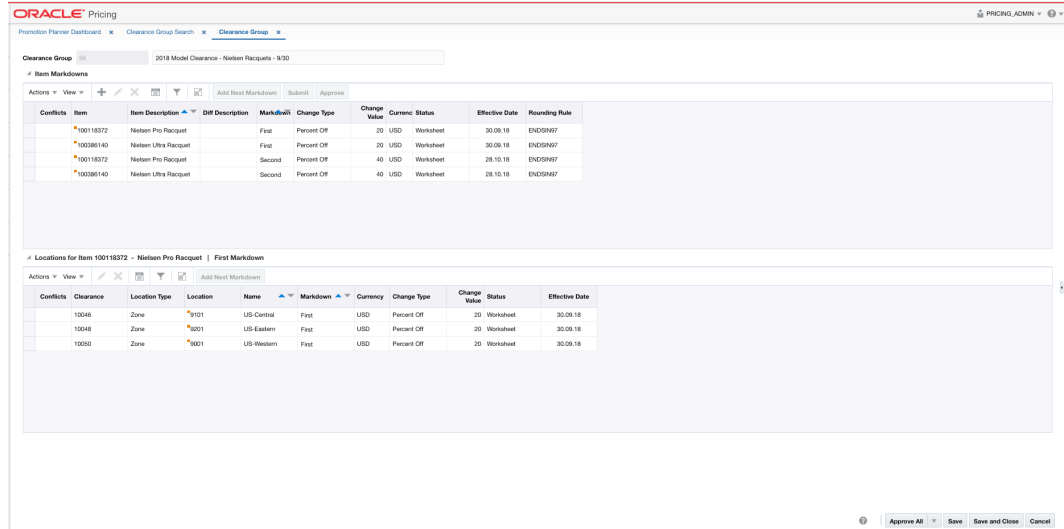 ORACLE Pricing PRICING_ADMIN
Promotion Planner Dashboard Clearance Group Search Clearance Group
Clearance Group 50 2018 Model Clearance - Nielsen Racquets - 9/30
Item Markdowns
Actions View Add Next Markdown Submit Approve
Conflicts Item Item Description Diff Description Markdown Change Type Change Value Currenc Status Effective Date Rounding Rule
100118372 Nielsen Pro Racquet First Percent Off 20 USD Worksheet 30.09.18 ENDSIN97
100386140 Nielsen Ultra Racquet First Percent Off 20 USD Worksheet 30.09.18 ENDSIN97
100118372 Nielsen Pro Racquet Second Percent Off 40 USD Worksheet 28.10.18 ENDSIN97
100386140 Nielsen Ultra Racquet Second Percent Off 40 USD Worksheet 28.10.18 ENDSIN97
Locations for Item 100118372 - Nielsen Pro Racquet | First Markdown
Actions View Add Next Markdown
Conflicts Clearance Location Type Location Name Markdown Currency Change Type Change Value Status Effective Date
10046 Zone 9101 US-Central First USD Percent Off 20 Worksheet 30.09.18
10048 Zone 9201 US-Eastern First USD Percent Off 20 Worksheet 30.09.18
10050 Zone 9001 US-Western First USD Percent Off 20 Worksheet 30.09.18
Approve All Save Save and Close Cancel